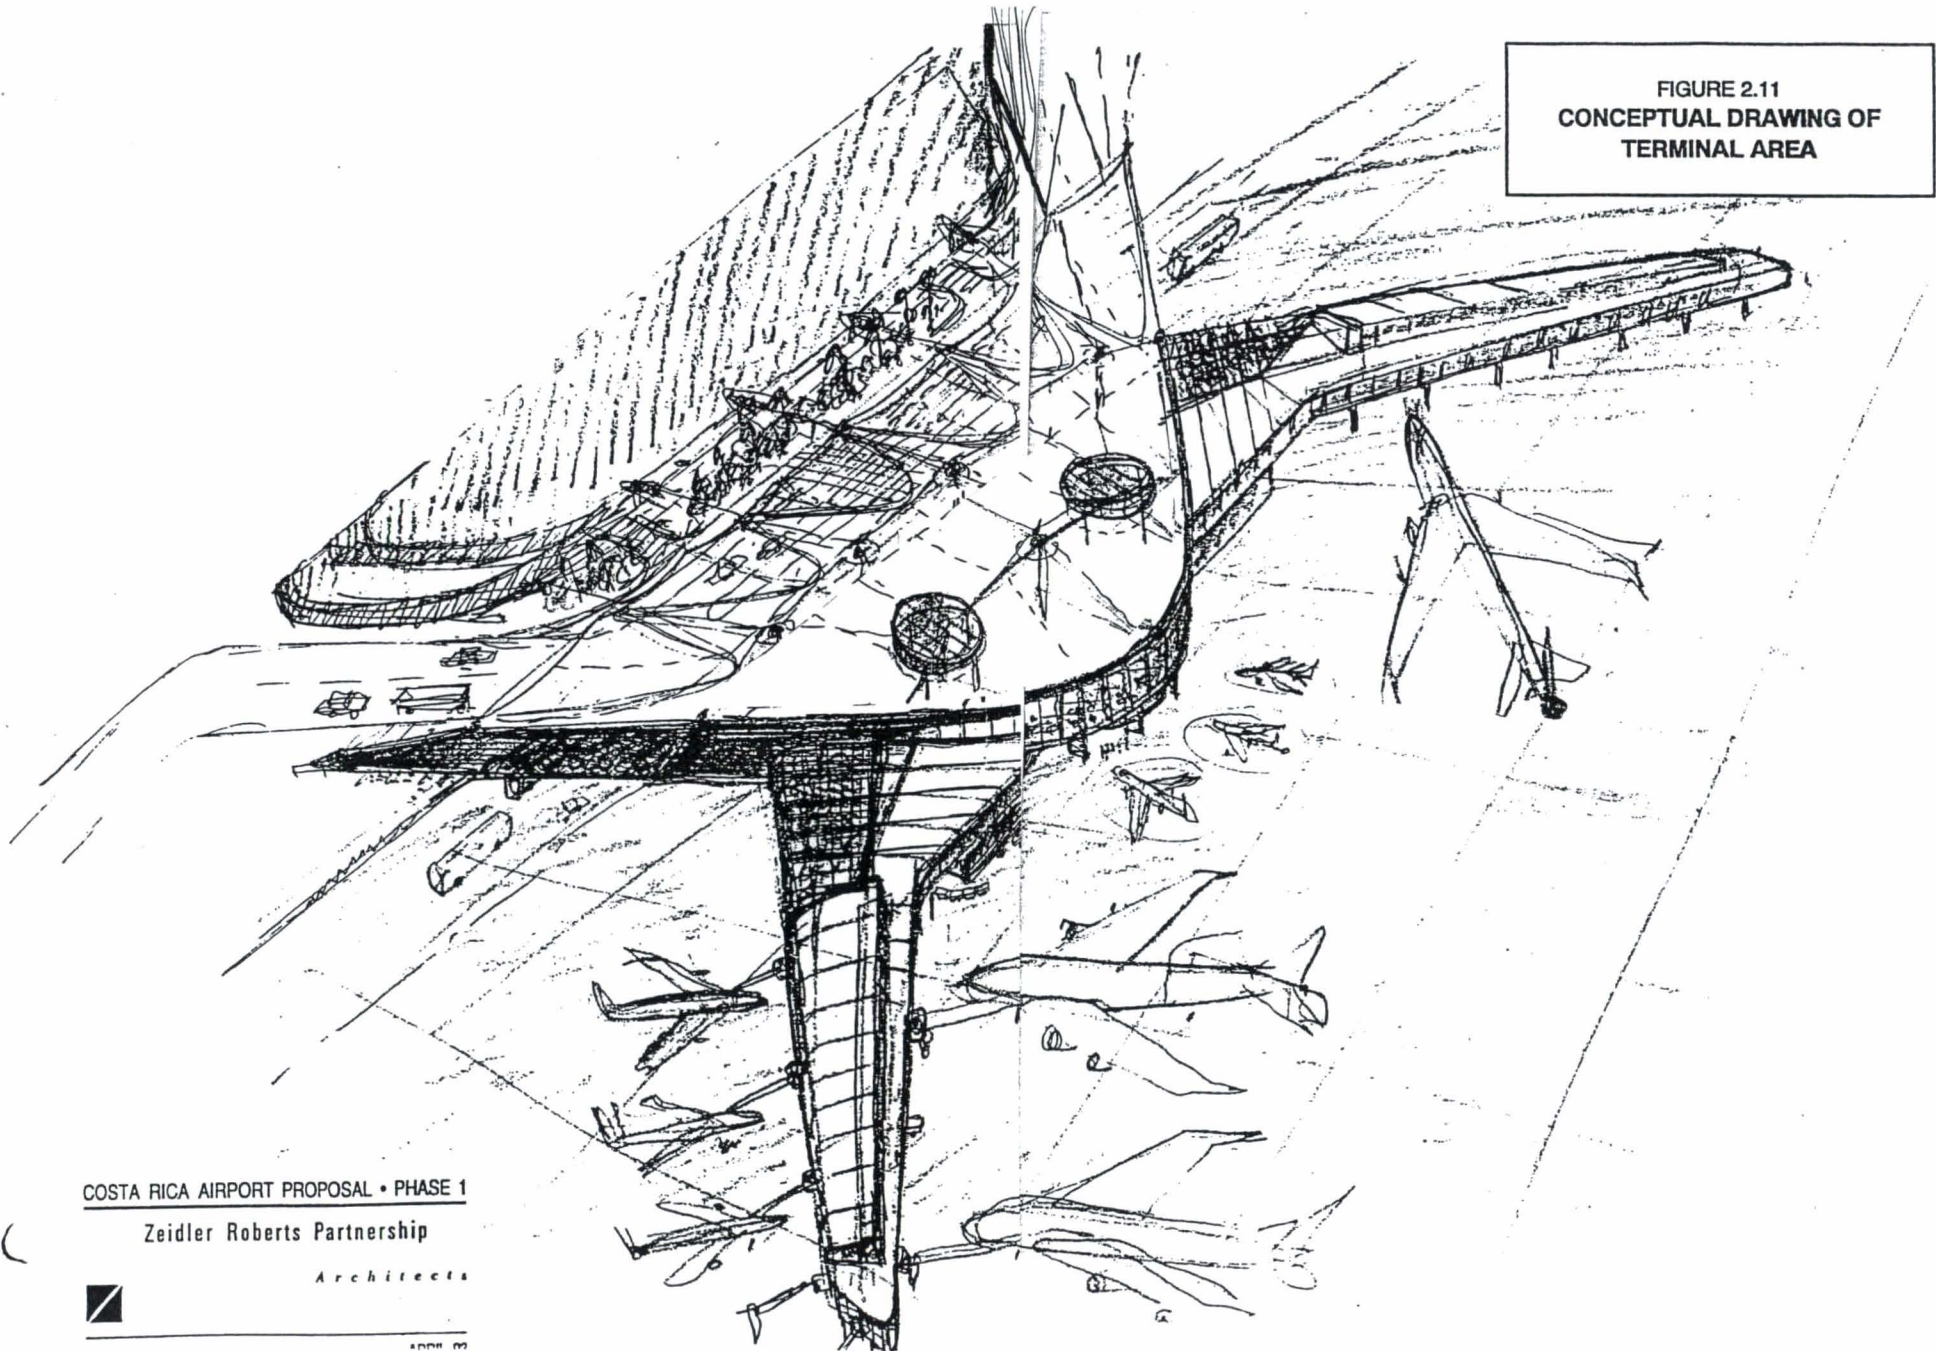 FIGURE 2.11
CONCEPTUAL DRAWING OF
TERMINAL AREA
COSTA RICA AIRPORT PROPOSAL • PHASE 1
Zeidler Roberts Partnership
Architects